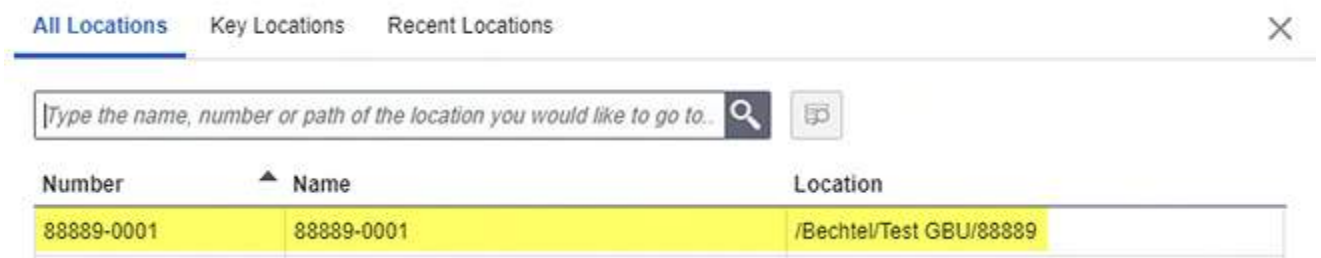 All Locations Key Locations Recent Locations
Type the name, number or path of the location you would like to go to..
Number Name Location
88889-0001 88889-0001 /Bechtel/Test GBU/88889